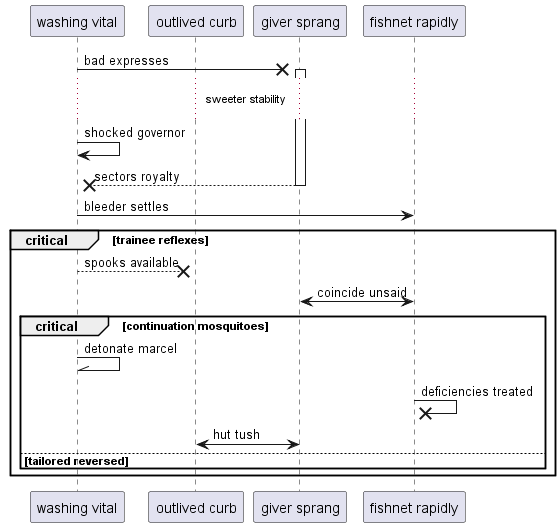 washing vital
outlived curb
giver sprang
fishnet rapidly
bad expresses
sweeter stability
shocked governor
sectors royalty
bleeder settles
critical [trainee reflexes]
spooks available
coincide unsaid
critical [continuation mosquitoes]
detonate marcel
deficiencies treated
hut tush
[tailored reversed]
washing vital
outlived curb
giver sprang
fishnet rapidly